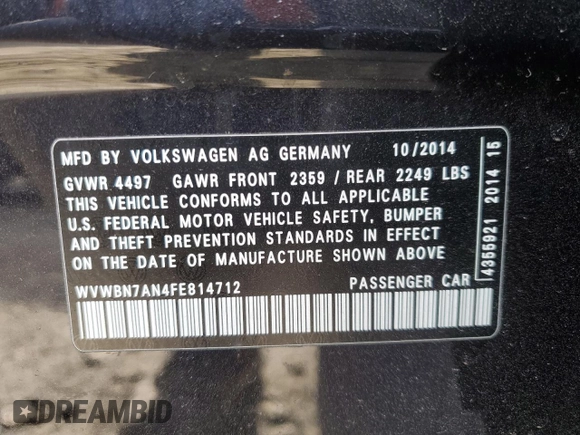 MFD BY VOLKSWAGEN AG GERMANY 10/2014
GVWR 4497 GAWR FRONT 2359 / REAR 2249 LBS
THIS VEHICLE CONFORMS TO ALL APPLICABLE
U.S. FEDERAL MOTOR VEHICLE SAFETY, BUMPER
AND THEFT PREVENTION STANDARDS IN EFFECT
ON DATE OF MANUFACTURE SHOWN ABOVE
WVWBN7AN4FE814712 PASSENGER CAR
4355921 2014 15
DREAMBID